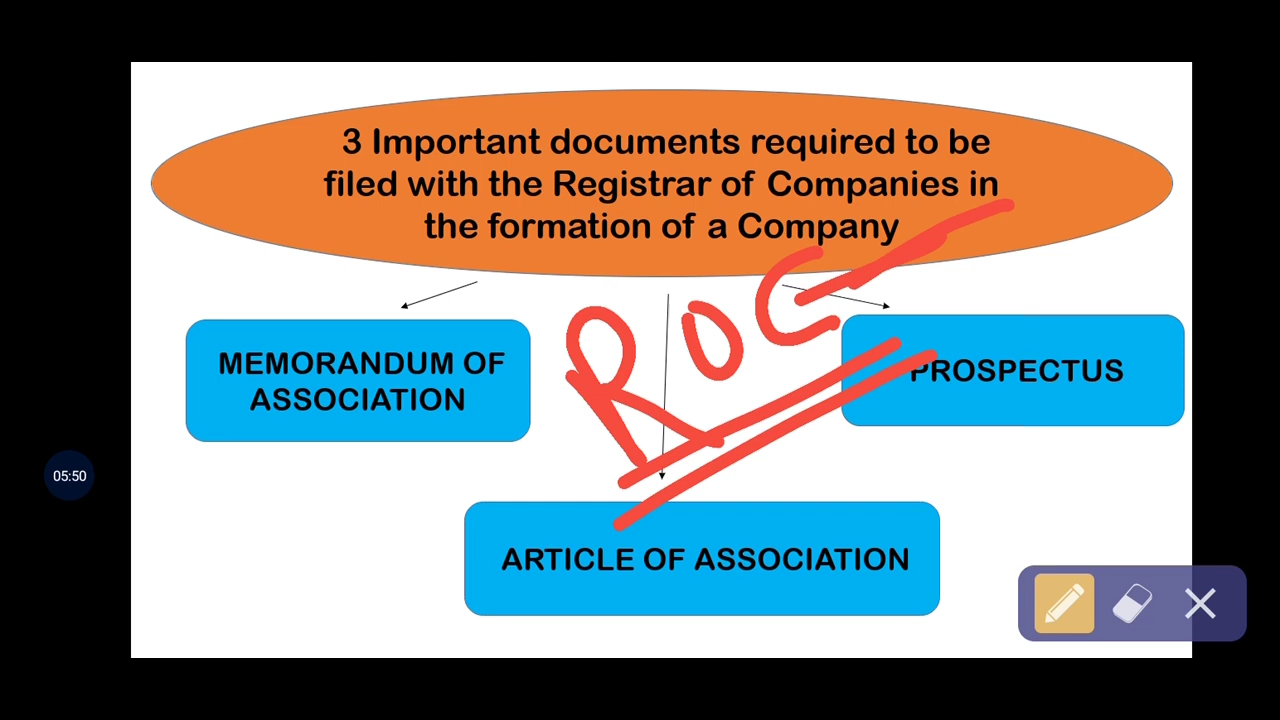 3 Important documents required to be
filed with the Registrar of Companies in
the formation of a Company
ROC
MEMORANDUM OF
ASSOCIATION
PROSPECTUS
05:50
ARTICLE OF ASSOCIATION